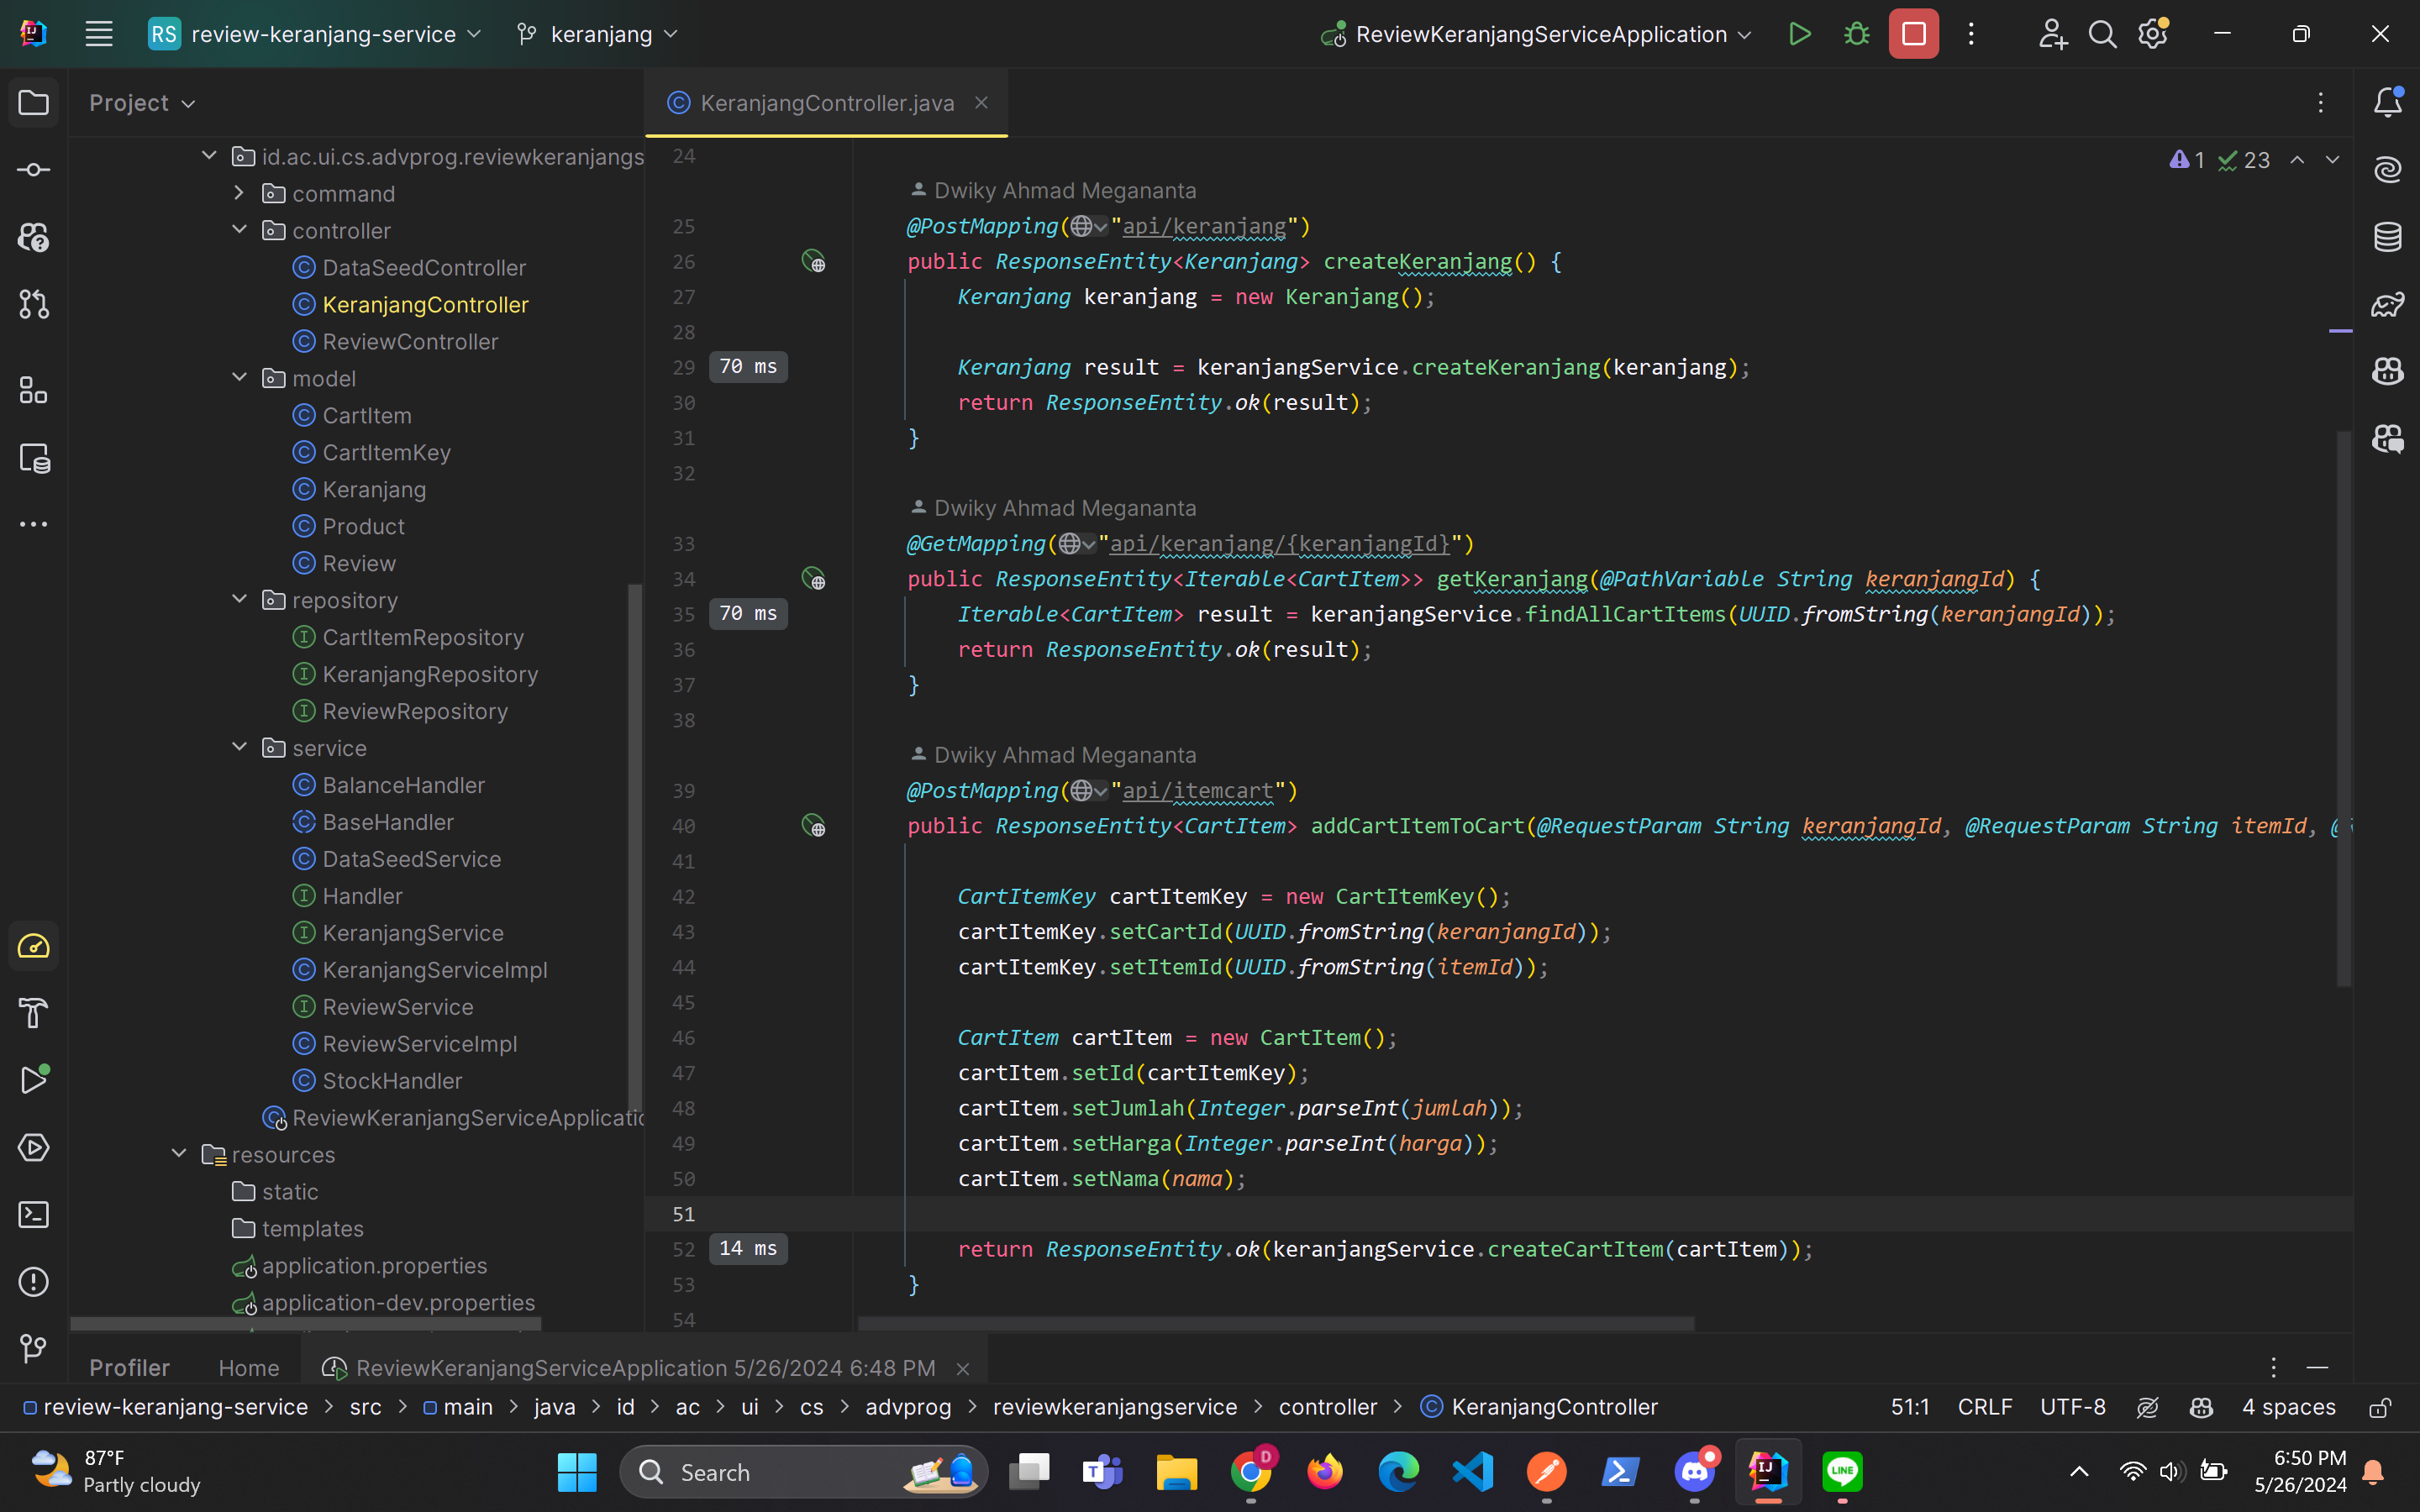 RS review-keranjang-service keranjang ReviewKeranjangServiceApplication
Project
KeranjangController.java
id.ac.ui.cs.advprog.reviewkeranjangs
command
controller
DataSeedController
KeranjangController
ReviewController
model
CartItem
CartItemKey
Keranjang
Product
Review
repository
CartItemRepository
KeranjangRepository
ReviewRepository
service
BalanceHandler
BaseHandler
DataSeedService
Handler
KeranjangService
KeranjangServiceImpl
ReviewService
ReviewServiceImpl
StockHandler
ReviewKeranjangServiceApplicatio
resources
static
templates
application.properties
application-dev.properties
1 23
24
Dwiky Ahmad Megananta
25 @PostMapping("api/keranjang")
26 public ResponseEntity<Keranjang> createKeranjang() {
27 Keranjang keranjang = new Keranjang();
28
29 70 ms Keranjang result = keranjangService.createKeranjang(keranjang);
30 return ResponseEntity.ok(result);
31 }
32
Dwiky Ahmad Megananta
33 @GetMapping("api/keranjang/{keranjangId}")
34 public ResponseEntity<Iterable<CartItem>> getKeranjang(@PathVariable String keranjangId) {
35 70 ms Iterable<CartItem> result = keranjangService.findAllCartItems(UUID.fromString(keranjangId));
36 return ResponseEntity.ok(result);
37 }
38
Dwiky Ahmad Megananta
39 @PostMapping("api/itemcart")
40 public ResponseEntity<CartItem> addCartItemToCart(@RequestParam String keranjangId, @RequestParam String itemId,
41
42 CartItemKey cartItemKey = new CartItemKey();
43 cartItemKey.setCartId(UUID.fromString(keranjangId));
44 cartItemKey.setItemId(UUID.fromString(itemId));
45
46 CartItem cartItem = new CartItem();
47 cartItem.setId(cartItemKey);
48 cartItem.setJumlah(Integer.parseInt(jumlah));
49 cartItem.setHarga(Integer.parseInt(harga));
50 cartItem.setNama(nama);
51
52 14 ms return ResponseEntity.ok(keranjangService.createCartItem(cartItem));
53 }
54
Profiler Home ReviewKeranjangServiceApplication 5/26/2024 6:48 PM
review-keranjang-service > src > main > java > id > ac > ui > cs > advprog > reviewkeranjangservice > controller > KeranjangController 51:1 CRLF UTF-8 4 spaces
87°F
Partly cloudy
Search
6:50 PM
5/26/2024